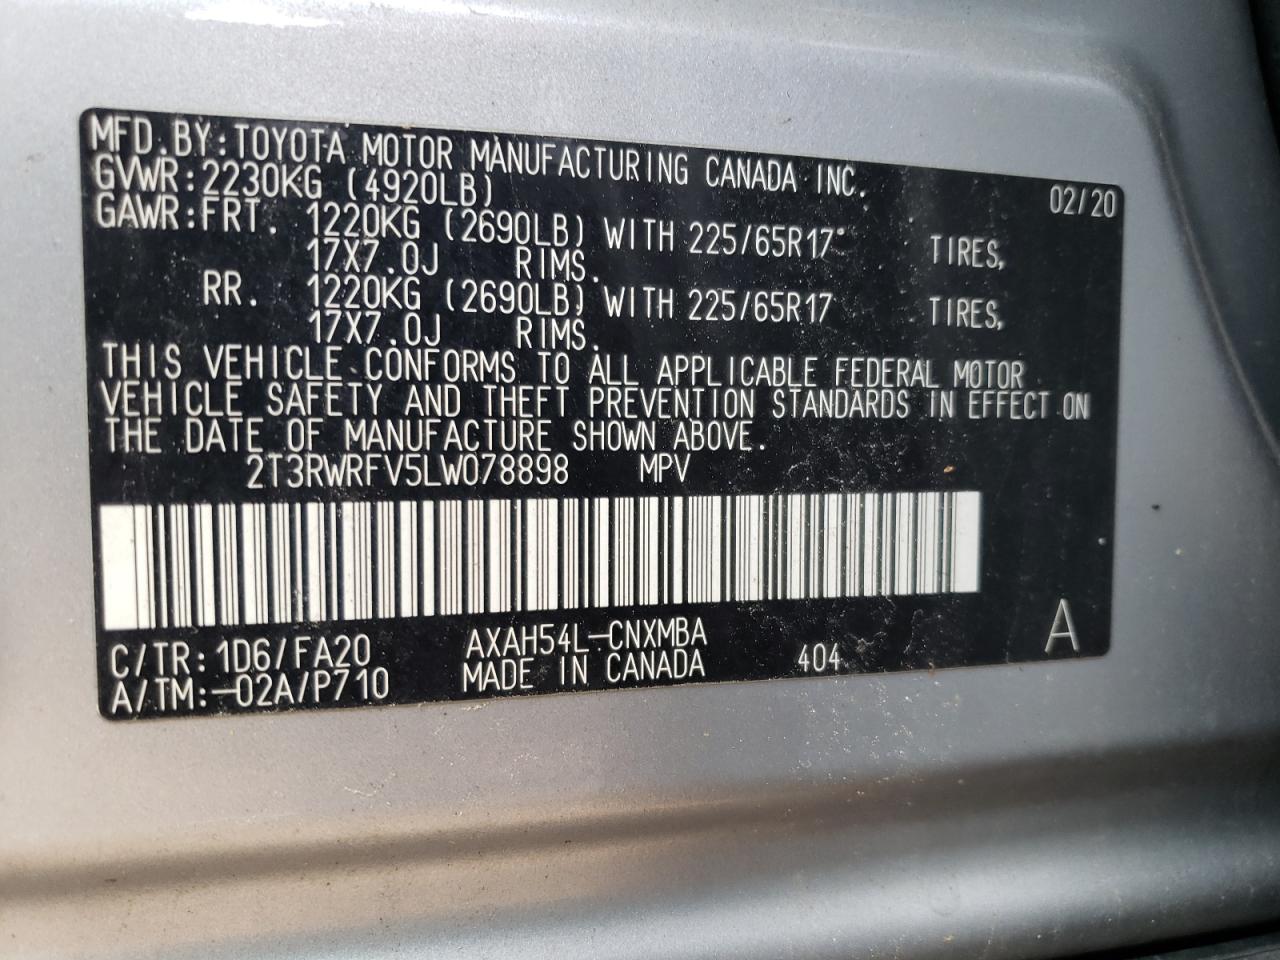 MFD.BY:TOYOTA MOTOR MANUFACTURING CANADA INC. 02/20
GVWR:2230KG (4920LB)
GAWR:FRT. 1220KG (2690LB) WITH 225/65R17 TIRES,
17X7.0J RIMS.
RR. 1220KG (2690LB) WITH 225/65R17 TIRES,
17X7.0J RIMS.
THIS VEHICLE CONFORMS TO ALL APPLICABLE FEDERAL MOTOR
VEHICLE SAFETY AND THEFT PREVENTION STANDARDS IN EFFECT ON
THE DATE OF MANUFACTURE SHOWN ABOVE.
2T3RWRFV5LW078898 MPV
C/TR:1D6/FA20 AXAH54L-CNXMBA A
A/TM:-02A/P710 MADE IN CANADA 404